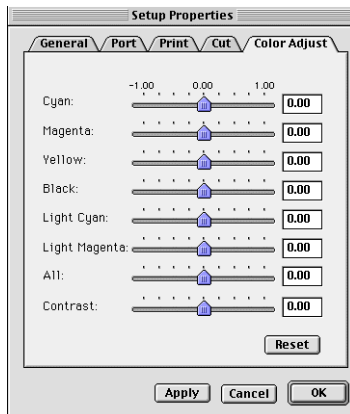 Setup Properties
General Port Print Cut Color Adjust
-1.00 0.00 1.00
Cyan: 0.00
Magenta: 0.00
Yellow: 0.00
Black: 0.00
Light Cyan: 0.00
Light Magenta: 0.00
All: 0.00
Contrast: 0.00
Reset
Apply Cancel OK